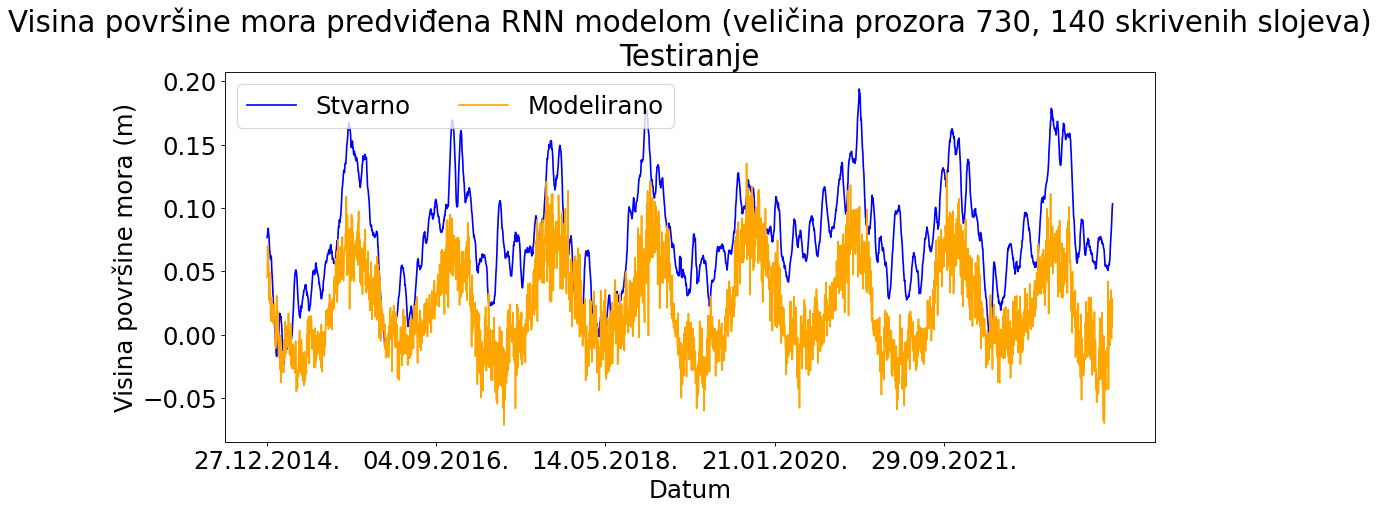 Visina površine mora predviđena RNN modelom (veličina prozora 730, 140 skrivenih slojeva)
Testiranje
Stvarno
Modelirano
Visina površine mora (m)
0.20
0.15
0.10
0.05
0.00
−0.05
27.12.2014.
04.09.2016.
14.05.2018.
21.01.2020.
29.09.2021.
Datum